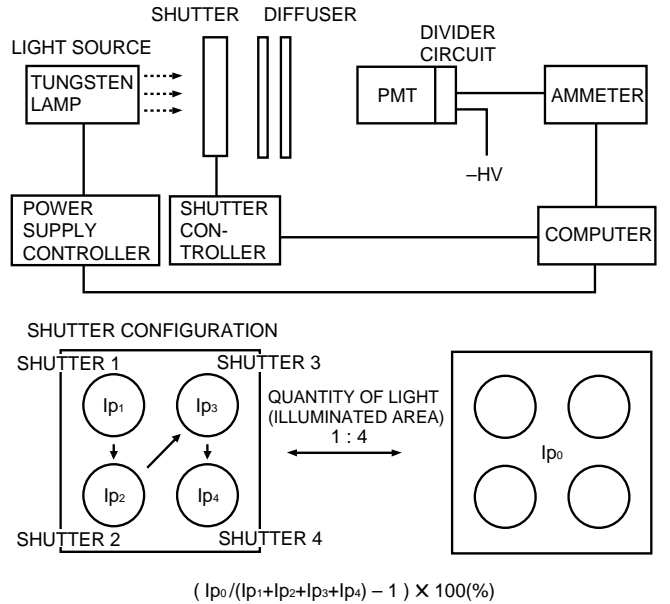 SHUTTER
DIFFUSER
DIVIDER
CIRCUIT
LIGHT SOURCE
TUNGSTEN
LAMP
PMT
AMMETER
–HV
POWER
SUPPLY
CONTROLLER
SHUTTER
CON-
TROLLER
COMPUTER
SHUTTER CONFIGURATION
SHUTTER 1
SHUTTER 3
Ip1
Ip3
QUANTITY OF LIGHT
(ILLUMINATED AREA)
1 : 4
Ip0
Ip2
Ip4
SHUTTER 2
SHUTTER 4
( Ip0/(Ip1+Ip2+Ip3+Ip4) – 1 ) × 100(%)